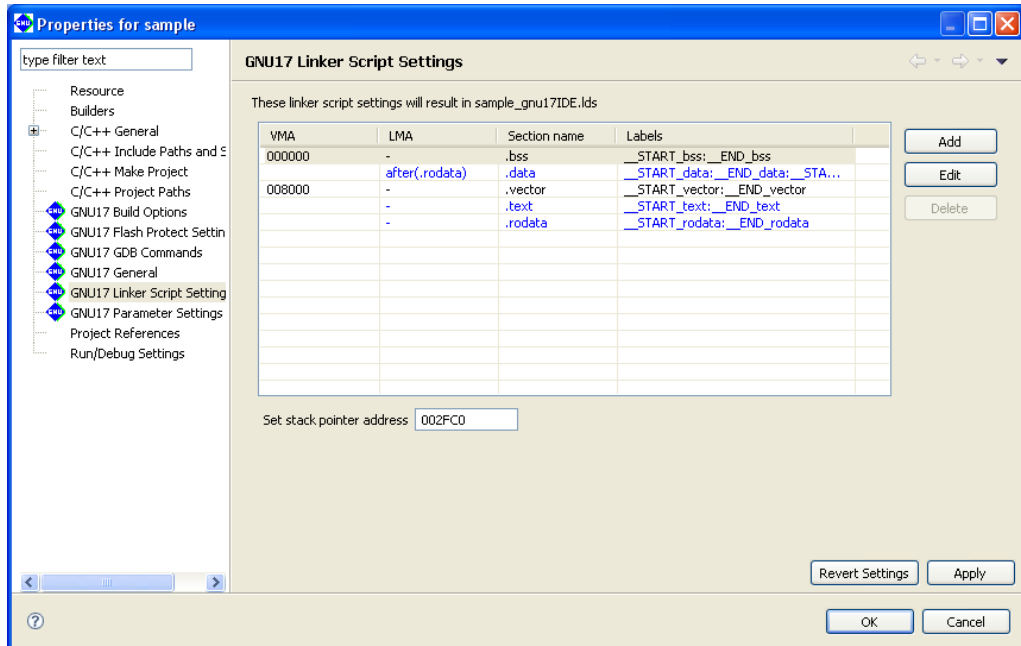 Properties for sample
type filter text
Resource
Builders
C/C++ General
C/C++ Include Paths and S
C/C++ Make Project
C/C++ Project Paths
GNU17 Build Options
GNU17 Flash Protect Settin
GNU17 GDB Commands
GNU17 General
GNU17 Linker Script Setting
GNU17 Parameter Settings
Project References
Run/Debug Settings
GNU17 Linker Script Settings
These linker script settings will result in sample_gnu17IDE.lds
VMA LMA Section name Labels
000000 - .bss __START_bss:__END_bss
after(.rodata) .data __START_data:__END_data:__STA...
008000 - .vector __START_vector:__END_vector
- .text __START_text:__END_text
- .rodata __START_rodata:__END_rodata
Add
Edit
Delete
Set stack pointer address 002FC0
Revert Settings Apply
? OK Cancel